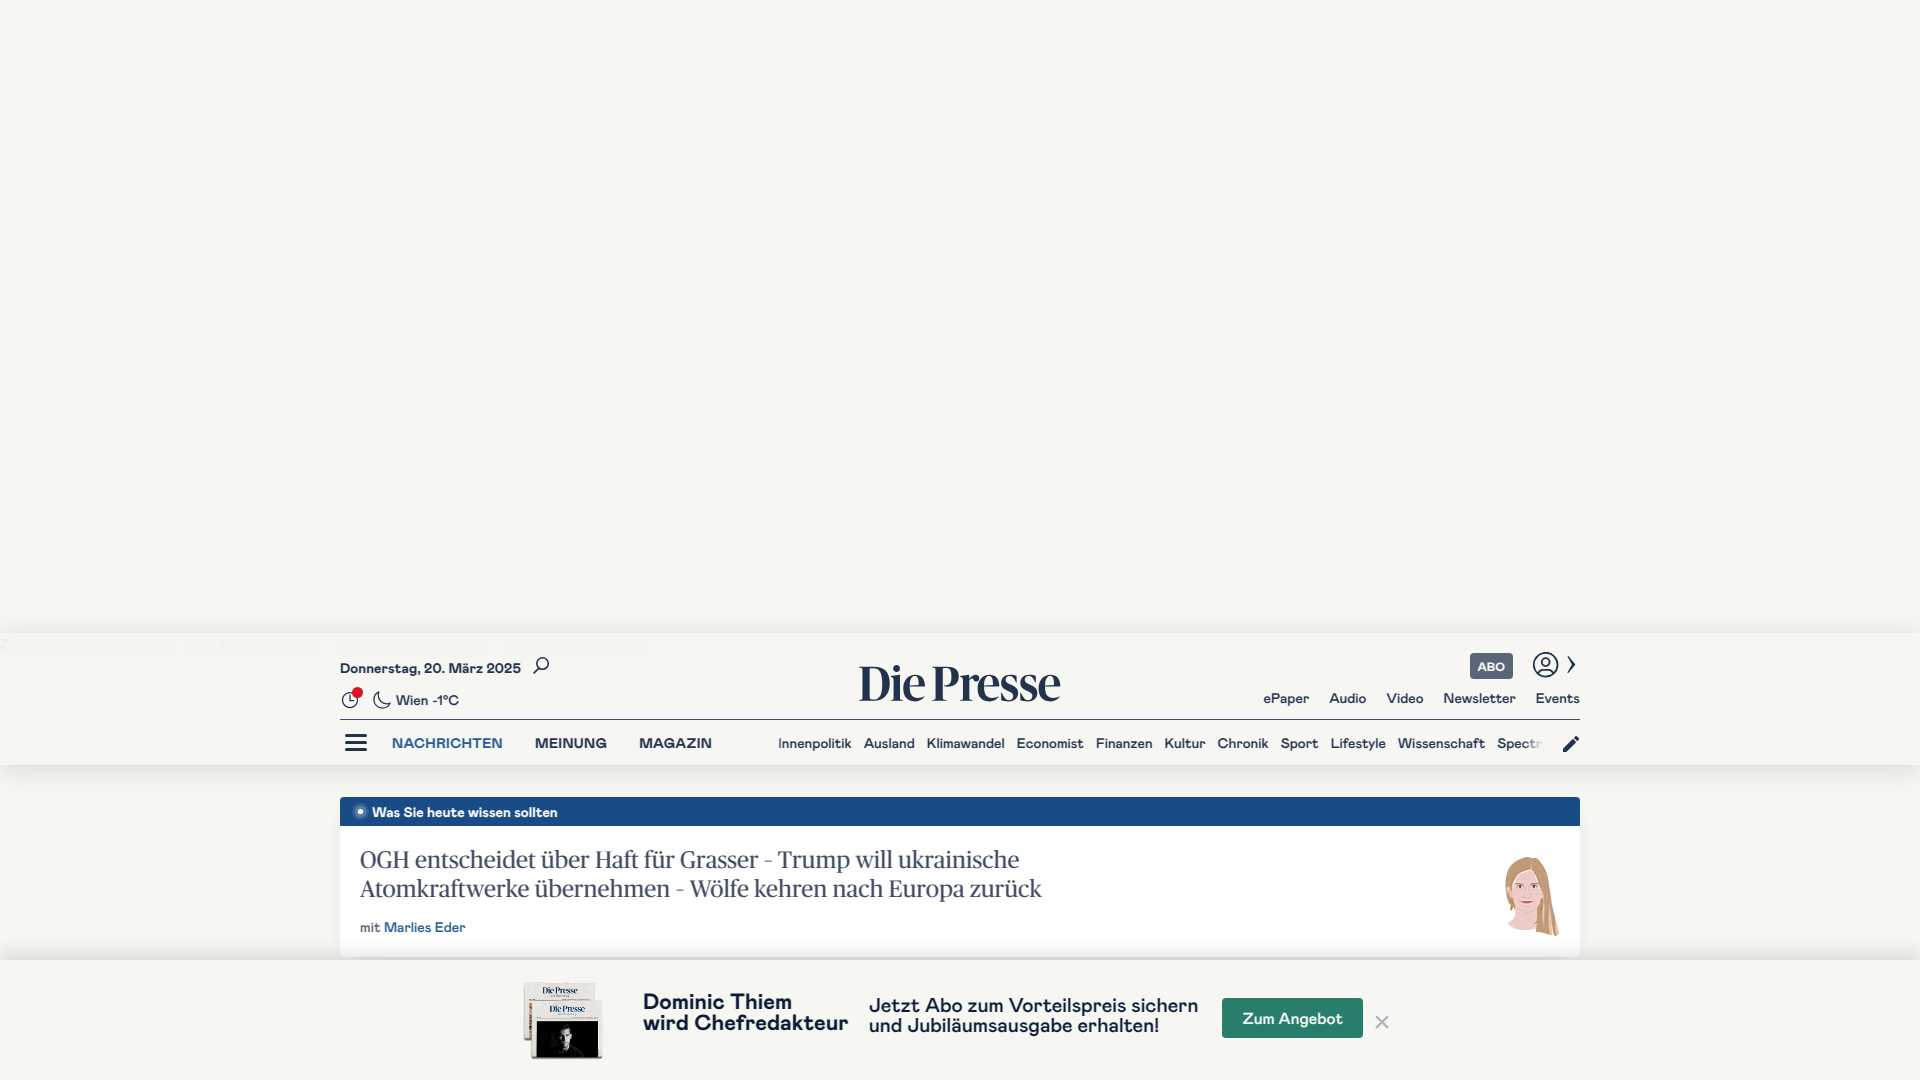 Donnerstag, 20. März 2025
Wien -1°C
Die Presse
ABO
ePaper Audio Video Newsletter Events
NACHRICHTEN MEINUNG MAGAZIN
Innenpolitik Ausland Klimawandel Economist Finanzen Kultur Chronik Sport Lifestyle Wissenschaft Spectr
Was Sie heute wissen sollten
OGH entscheidet über Haft für Grasser – Trump will ukrainische
Atomkraftwerke übernehmen – Wölfe kehren nach Europa zurück
mit Marlies Eder
Die Presse
Die Presse
Dominic Thiem
wird Chefredakteur
Jetzt Abo zum Vorteilspreis sichern
und Jubiläumsausgabe erhalten!
Zum Angebot